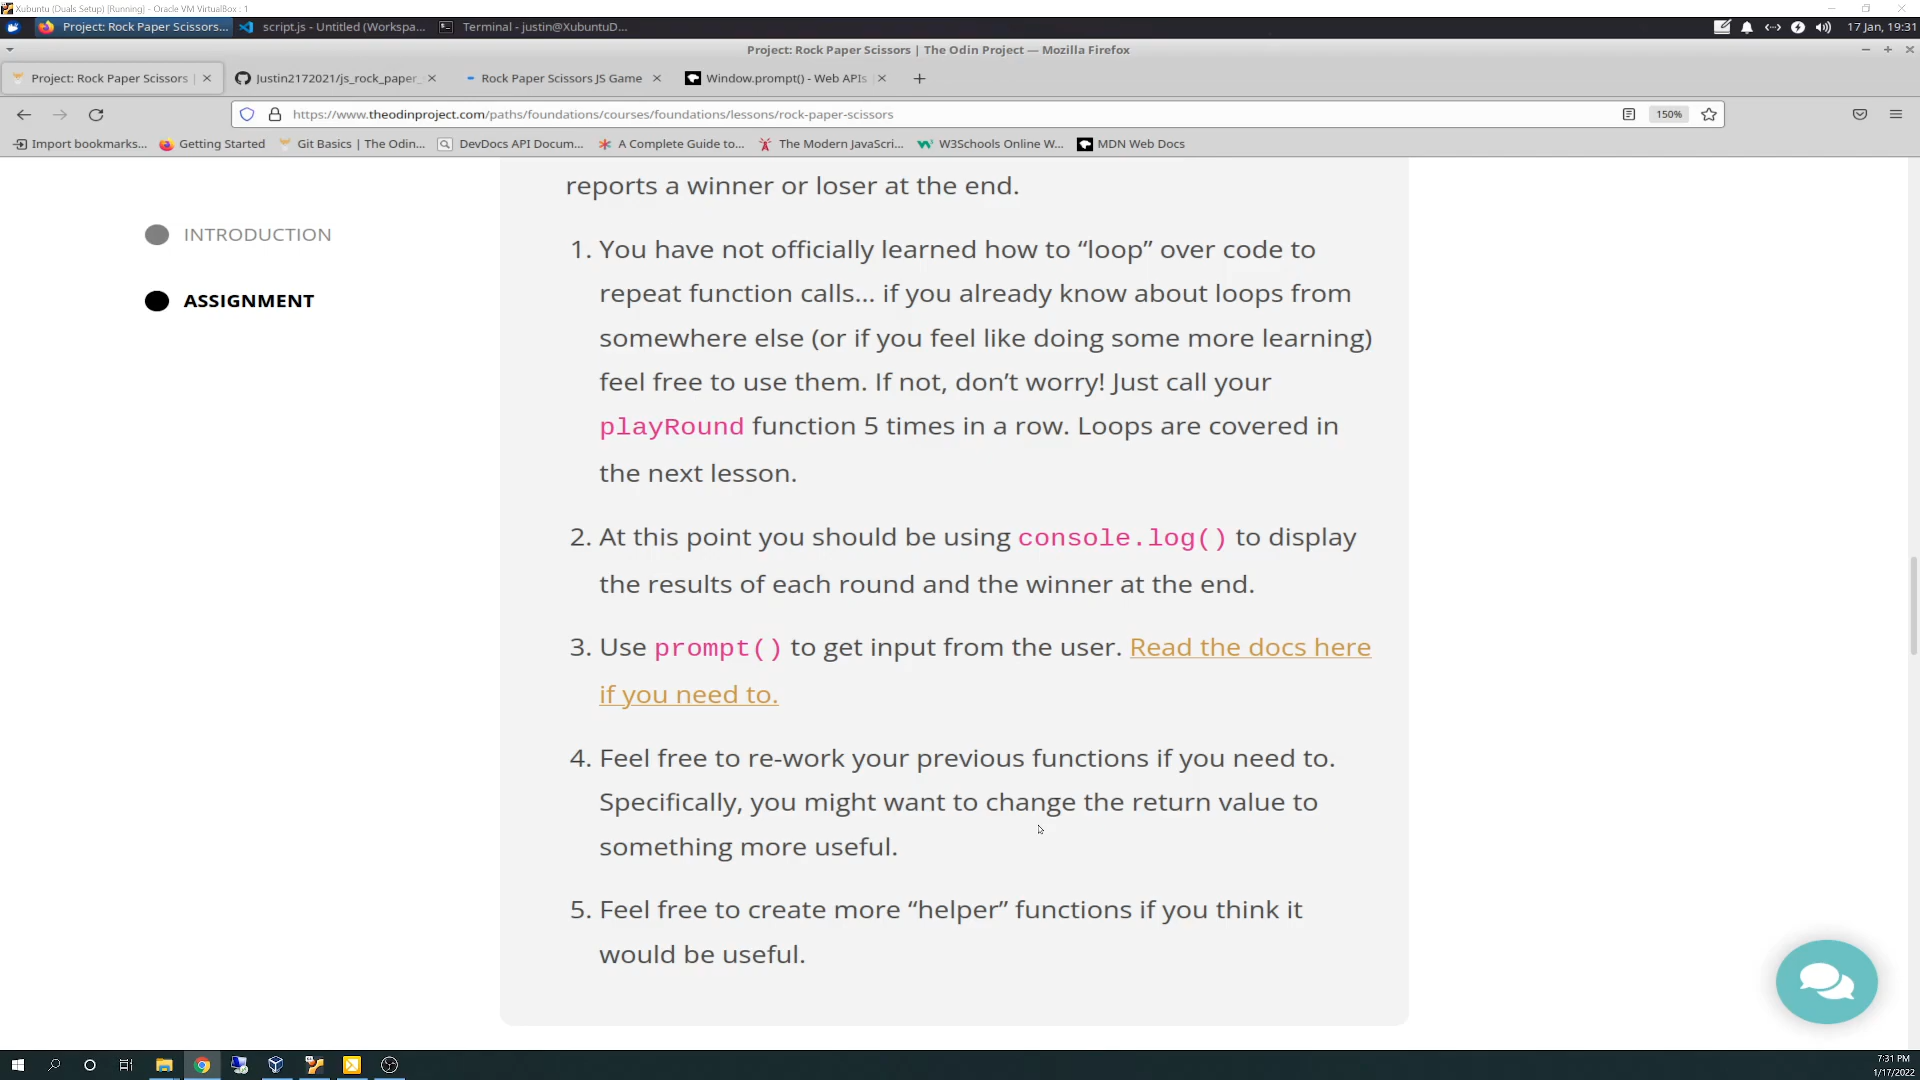 Xubuntu (Duals Setup) [Running] - Oracle VM VirtualBox : 1
Project: Rock Paper Scissors...
script.js - Untitled (Workspa...
Terminal - justin@XubuntuD...
17 Jan, 19:31
Project: Rock Paper Scissors | The Odin Project — Mozilla Firefox
Project: Rock Paper Scissors |
Justin2172021/js_rock_paper_
Rock Paper Scissors JS Game
Window.prompt() - Web APIs
https://www.theodinproject.com/paths/foundations/courses/foundations/lessons/rock-paper-scissors
150%
Import bookmarks...
Getting Started
Git Basics | The Odin...
DevDocs API Docum...
A Complete Guide to...
The Modern JavaScri...
W3Schools Online W...
MDN Web Docs
INTRODUCTION
ASSIGNMENT
reports a winner or loser at the end.
1. You have not officially learned how to “loop” over code to
repeat function calls... if you already know about loops from
somewhere else (or if you feel like doing some more learning)
feel free to use them. If not, don’t worry! Just call your
playRound function 5 times in a row. Loops are covered in
the next lesson.
2. At this point you should be using console.log() to display
the results of each round and the winner at the end.
3. Use prompt() to get input from the user. Read the docs here
if you need to.
4. Feel free to re-work your previous functions if you need to.
Specifically, you might want to change the return value to
something more useful.
5. Feel free to create more “helper” functions if you think it
would be useful.
7:31 PM
1/17/2022